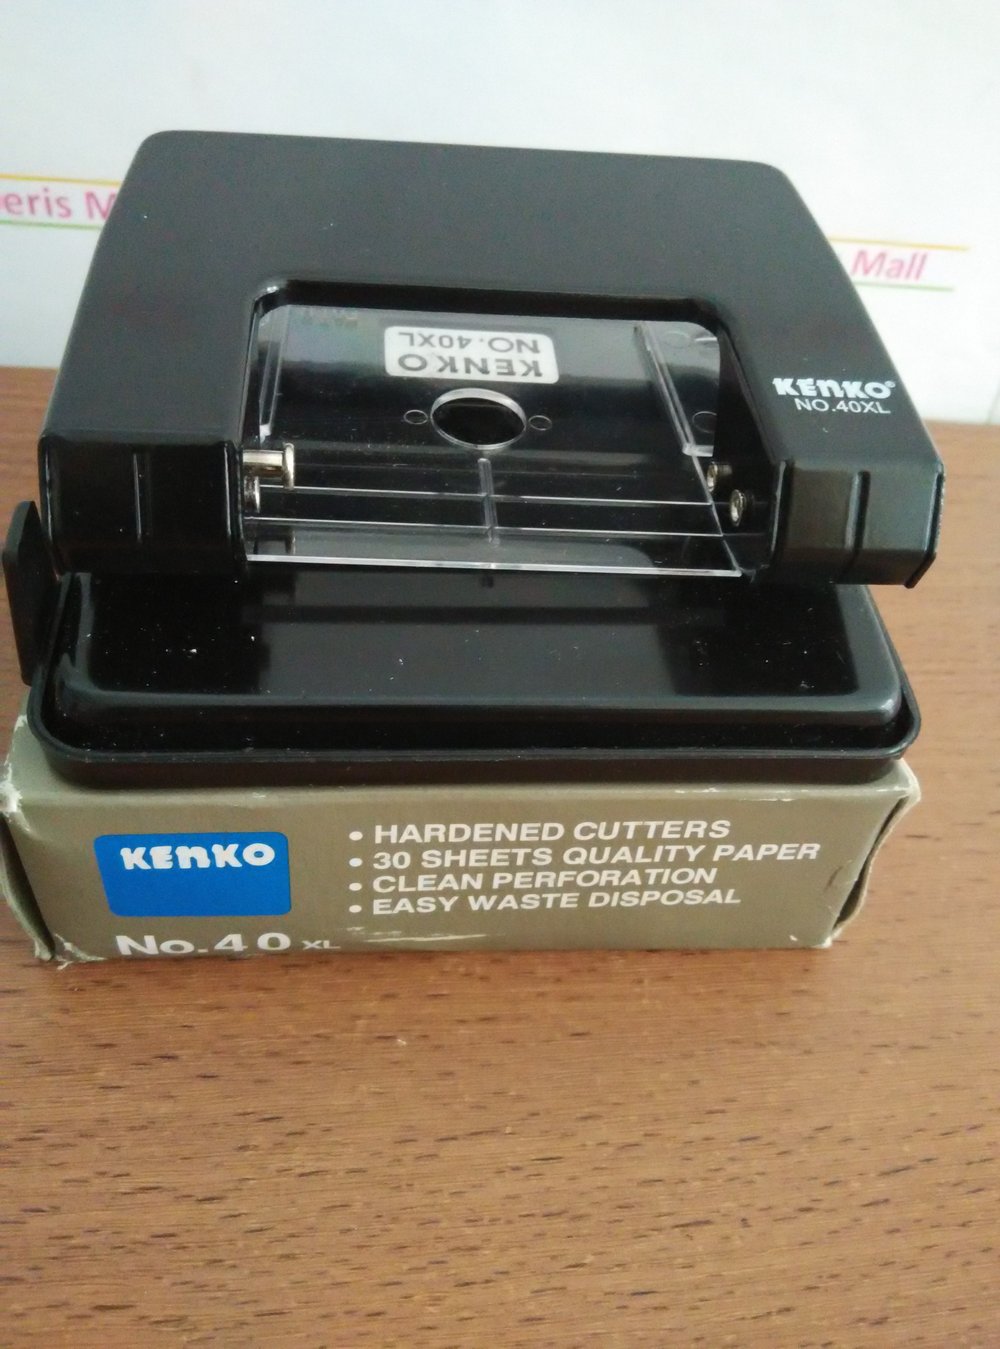 eris M
Mall
KENKO
NO.40XL
KENKO®
NO.40XL
KENKO
No.40 XL
• HARDENED CUTTERS
• 30 SHEETS QUALITY PAPER
• CLEAN PERFORATION
• EASY WASTE DISPOSAL